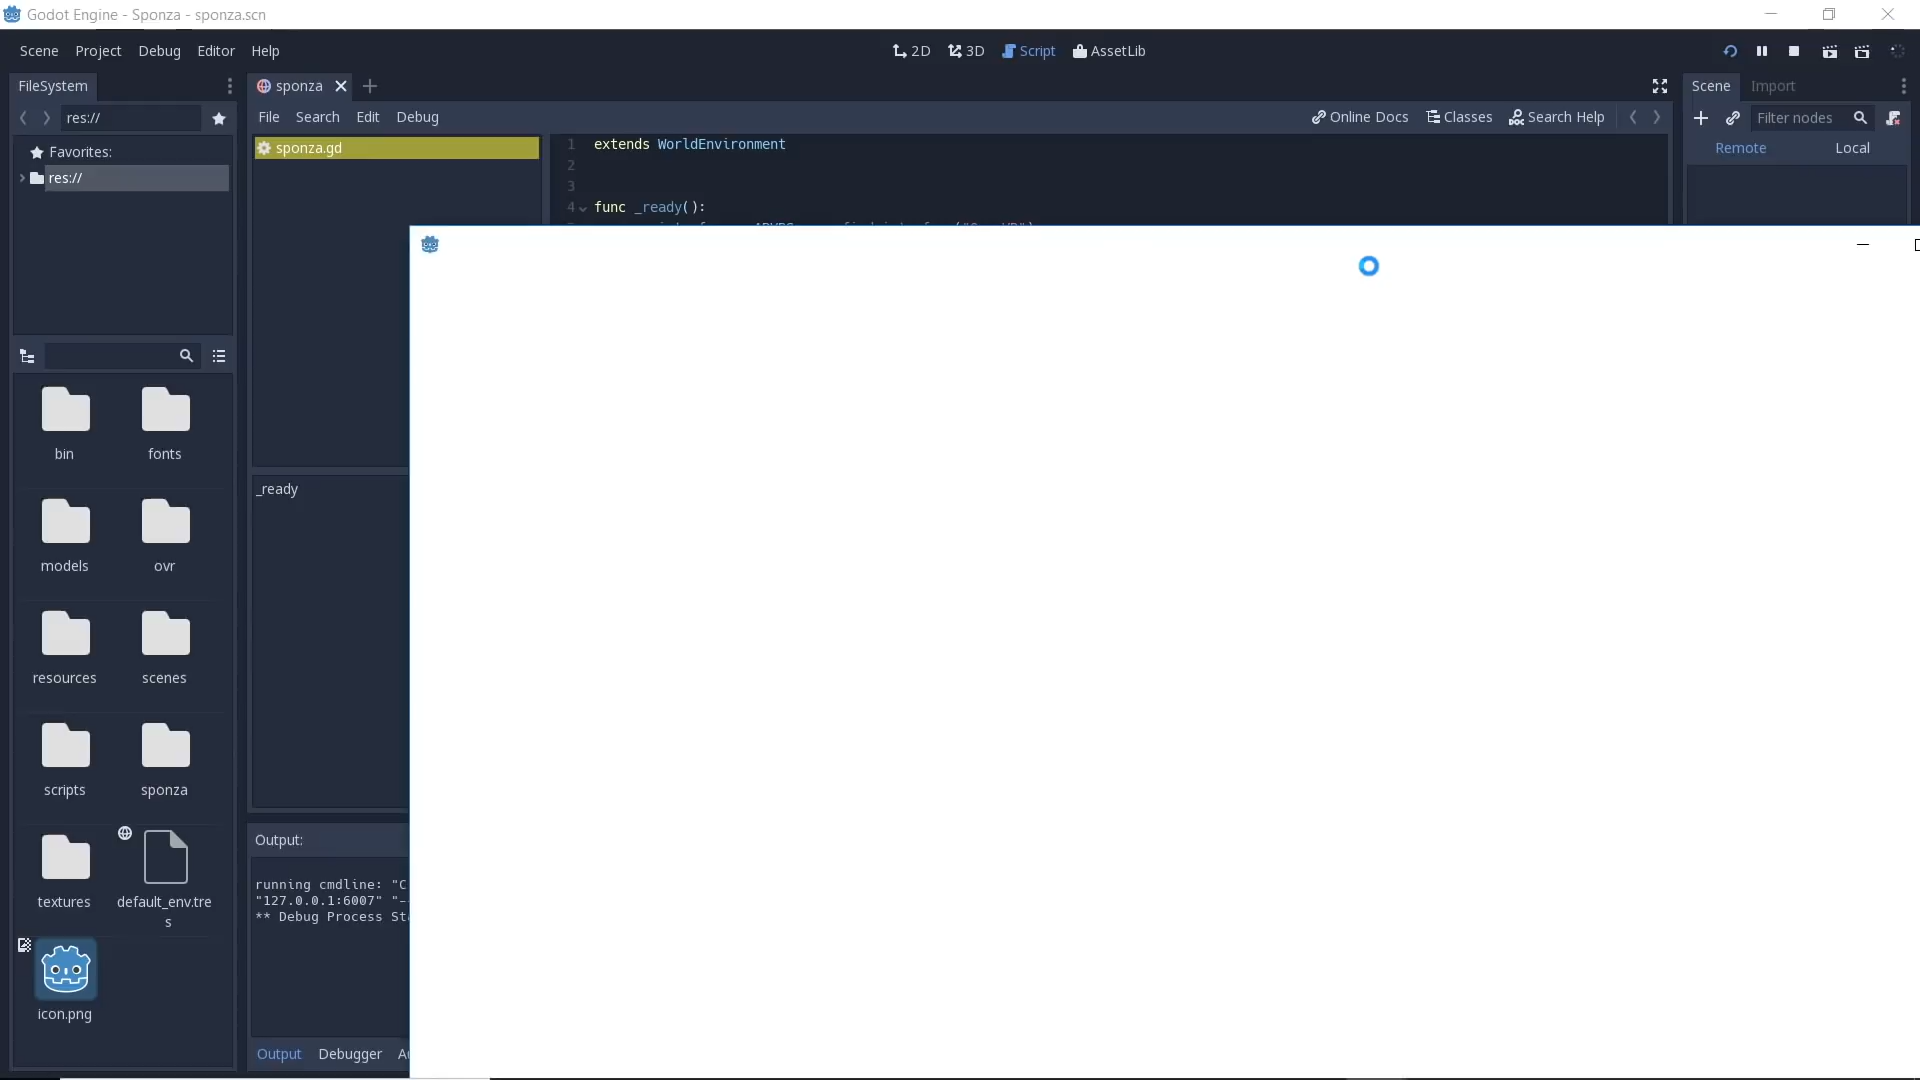 Godot Engine - Sponza - sponza.scn
Scene Project Debug Editor Help
2D 3D Script AssetLib
FileSystem
sponza
Scene Import
res://
File Search Edit Debug
Online Docs Classes Search Help
Filter nodes
Favorites:
res://
sponza.gd
1 extends WorldEnvironment
2
3
4 func _ready():
Remote Local
_ready
bin fonts
models ovr
resources scenes
scripts sponza
textures default_env.tre
s
icon.png
Output:
running cmdline: "C
"127.0.0.1:6007" "-
** Debug Process Sta
Output Debugger